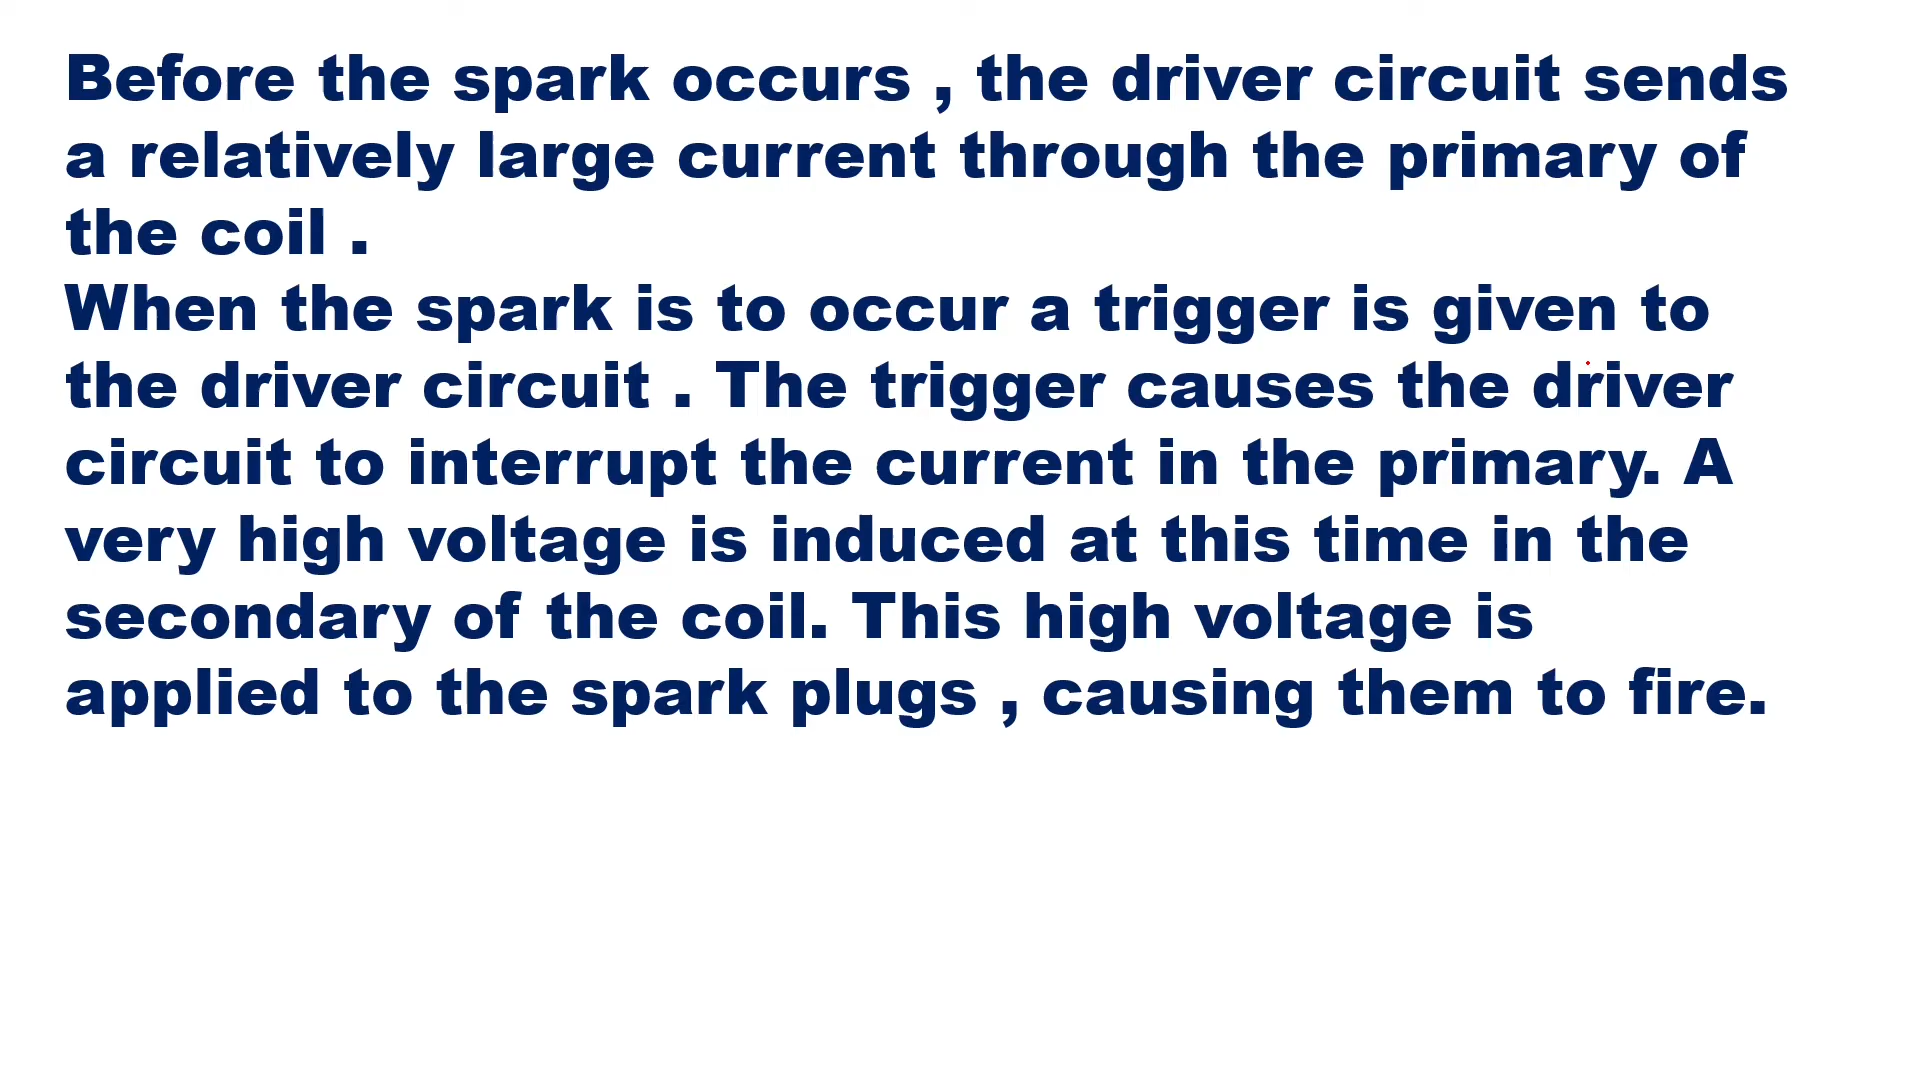 Before the spark occurs , the driver circuit sends
a relatively large current through the primary of
the coil .
When the spark is to occur a trigger is given to
the driver circuit . The trigger causes the driver
circuit to interrupt the current in the primary. A
very high voltage is induced at this time in the
secondary of the coil. This high voltage is
applied to the spark plugs , causing them to fire.